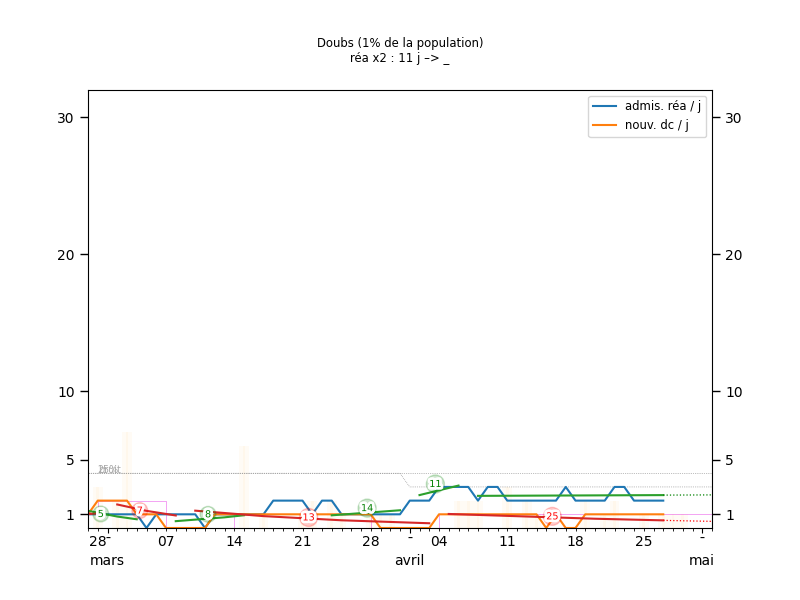 Doubs (1% de la population)
réa x2 : 11 j –> _
admis. réa / j
nouv. dc / j
30 30
20 20
10 10
5 5
1 1
5 7 8 13 14 11 25
28 - 07 14 21 28 - 04 11 18 25 -
mars avril mai